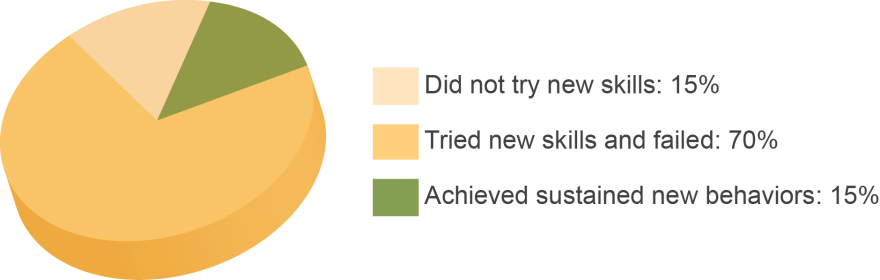 Did not try new skills: 15%
Tried new skills and failed: 70%
Achieved sustained new behaviors: 15%